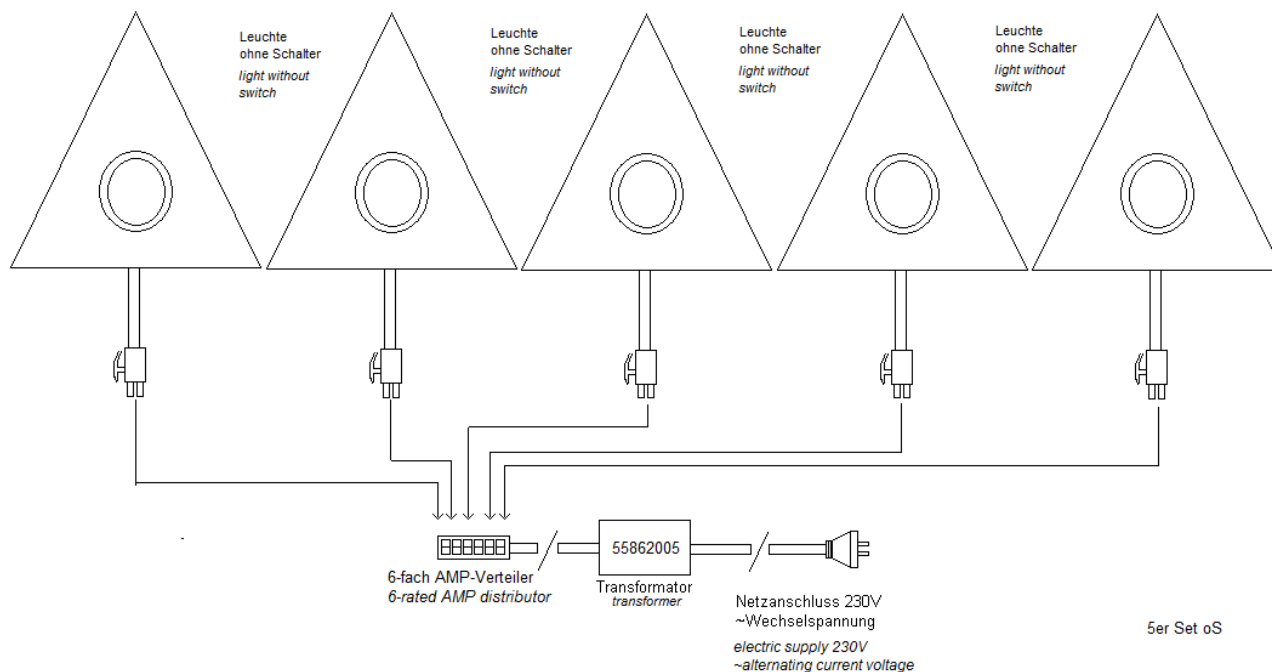 Leuchte
ohne Schalter
light without
switch
Leuchte
ohne Schalter
light without
switch
Leuchte
ohne Schalter
light without
switch
Leuchte
ohne Schalter
light without
switch
55862005
6-fach AMP-Verteiler
6-rated AMP distributor
Transformator
transformer
Netzanschluss 230V
~Wechselspannung
electric supply 230V
~alternating current voltage
5er Set oS